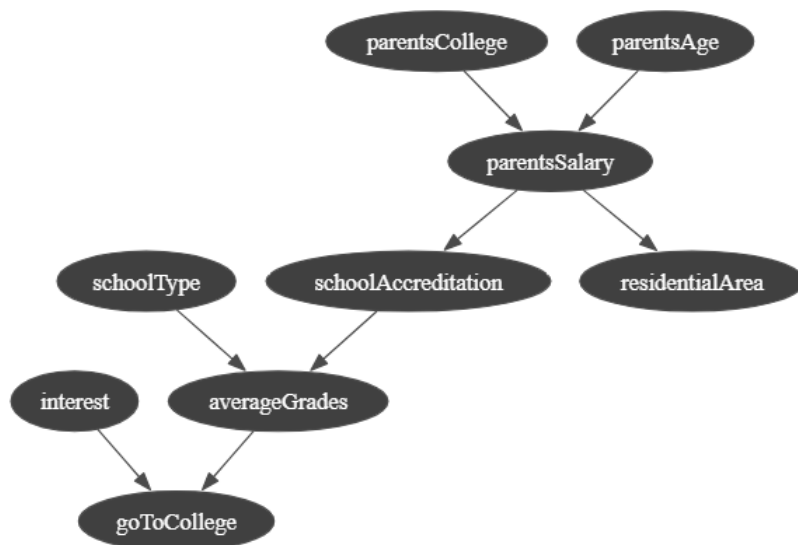 parentsCollege
parentsAge
parentsSalary
schoolType
schoolAccreditation
residentialArea
interest
averageGrades
goToCollege